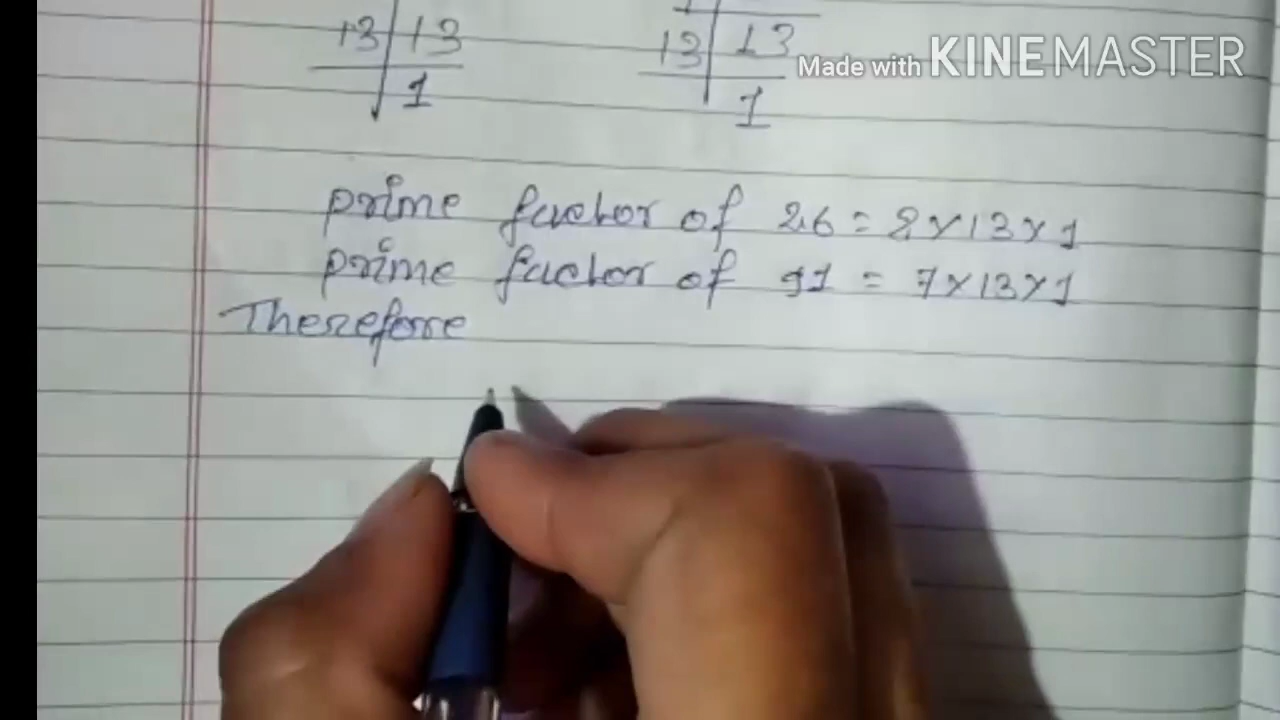 13 13 13 13
Made with KINEMASTER
1 1
prime factor of 26 = 2×13×1
prime factor of 91 = 7×13×1
Therefore